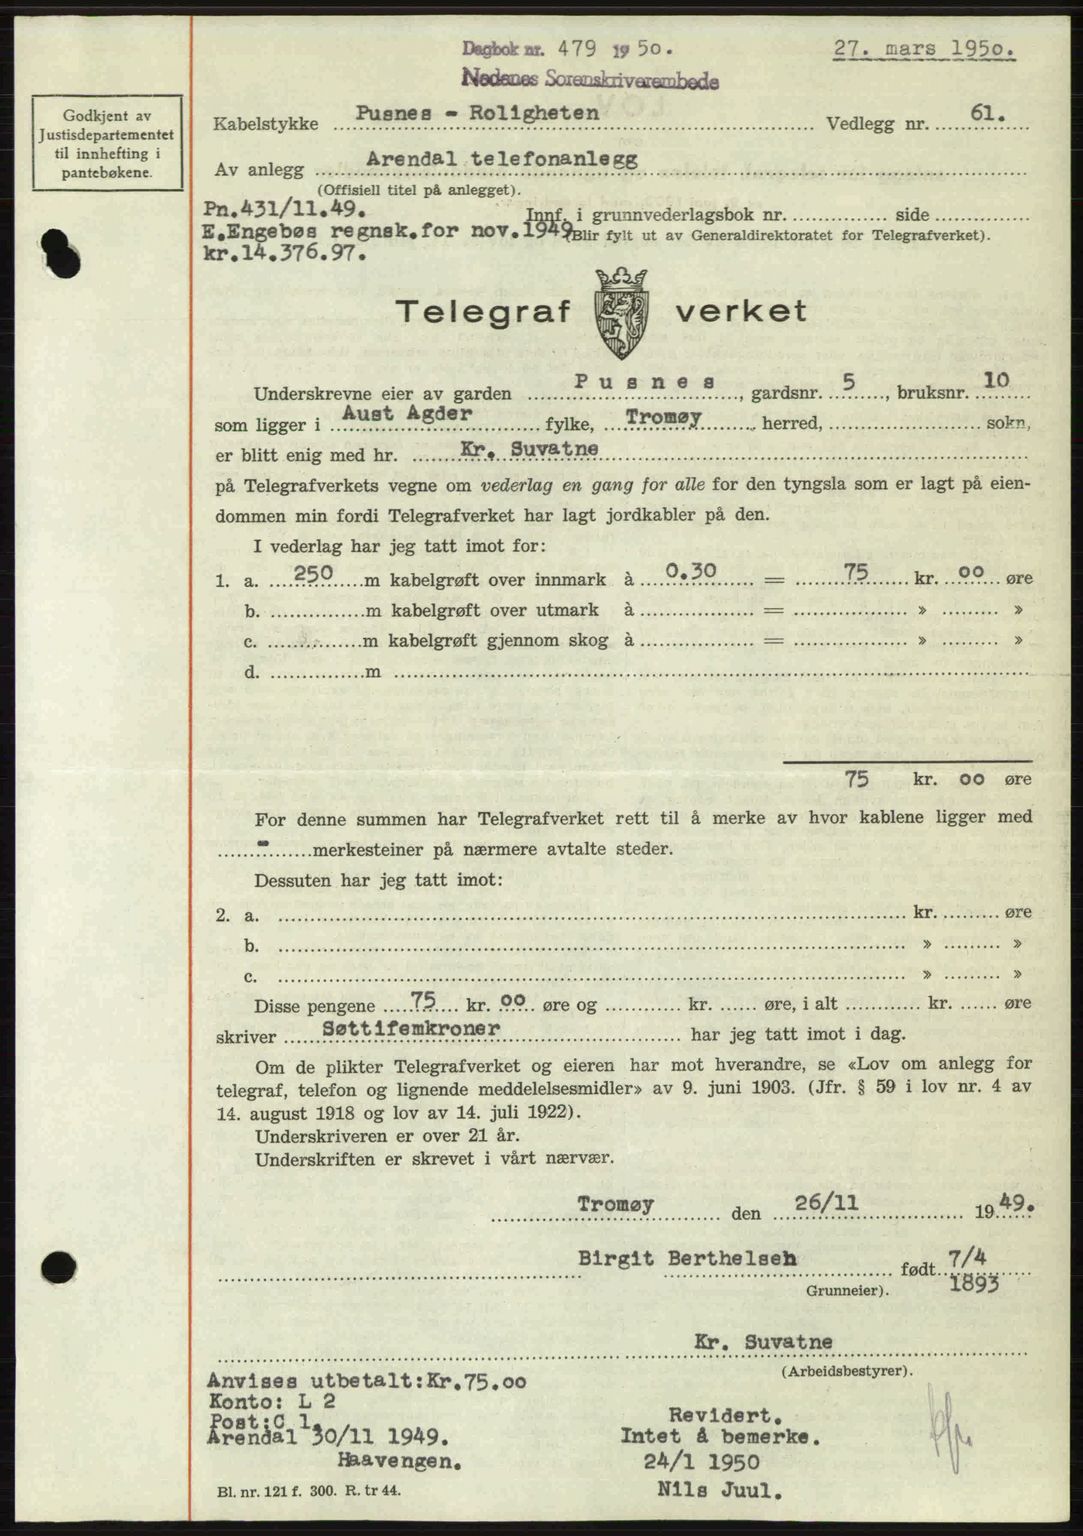 Dagbok nr. 479 1950.
27. mars 1950.
Nedenes Sorenskriverembede
Godkjent av
Justisdepartementet
til innhefting i
pantebøkene.
Kabelstykke Pusnes - Roligheten Vedlegg nr. 61.
Av anlegg Arendal telefonanlegg
(Offisiell titel på anlegget).
Pn.431/11.49.
Innf. i grunnvederlagsbok nr. ............... side ...............
E.Engebøs regnsk.for nov.1949
(Blir fylt ut av Generaldirektoratet for Telegrafverket).
kr.14.376.97.
Telegraf verket
Underskrevne eier av garden Pusnes, gardsnr. 5, bruksnr. 10
som ligger i Aust Agder fylke, Tromøy herred, ............... sokn,
er blitt enig med hr. Kr. Suvatne
på Telegrafverkets vegne om vederlag en gang for alle for den tyngsla som er lagt på eien-
dommen min fordi Telegrafverket har lagt jordkabler på den.
I vederlag har jeg tatt imot for:
1. a. 250 m kabelgrøft over innmark à 0.30 = 75 kr. 00 øre
b. ............... m kabelgrøft over utmark à ............... = ............... » ......... »
c. ............... m kabelgrøft gjennom skog à ............... = ............... » ......... »
d. ............... m ...............
75 kr. 00 øre
For denne summen har Telegrafverket rett til å merke av hvor kablene ligger med
- merkesteiner på nærmere avtalte steder.
Dessuten har jeg tatt imot:
2. a. ............... kr. ......... øre
b. ............... » ......... »
c. ............... » ......... »
Disse pengene 75 kr. 00 øre og ............ kr. ...... øre, i alt ............ kr. ...... øre
skriver Søttifemkroner har jeg tatt imot i dag.
Om de plikter Telegrafverket og eieren har mot hverandre, se «Lov om anlegg for
telegraf, telefon og lignende meddelelsesmidler» av 9. juni 1903. (Jfr. § 59 i lov nr. 4 av
14. august 1918 og lov av 14. juli 1922).
Underskriveren er over 21 år.
Underskriften er skrevet i vårt nærvær.
Tromøy den 26/11 1949.
Birgit Berthelsen født 7/4
1893
Grunneier).
Kr. Suvatne
(Arbeidsbestyrer).
Anvises utbetalt:Kr.75.00
Konto: L 2
Post:C 1.
Arendal 30/11 1949.
Haavengen.
Revidert.
Intet å bemerke.
24/1 1950
Nils Juul.
Bl. nr. 121 f. 300. R. tr 44.